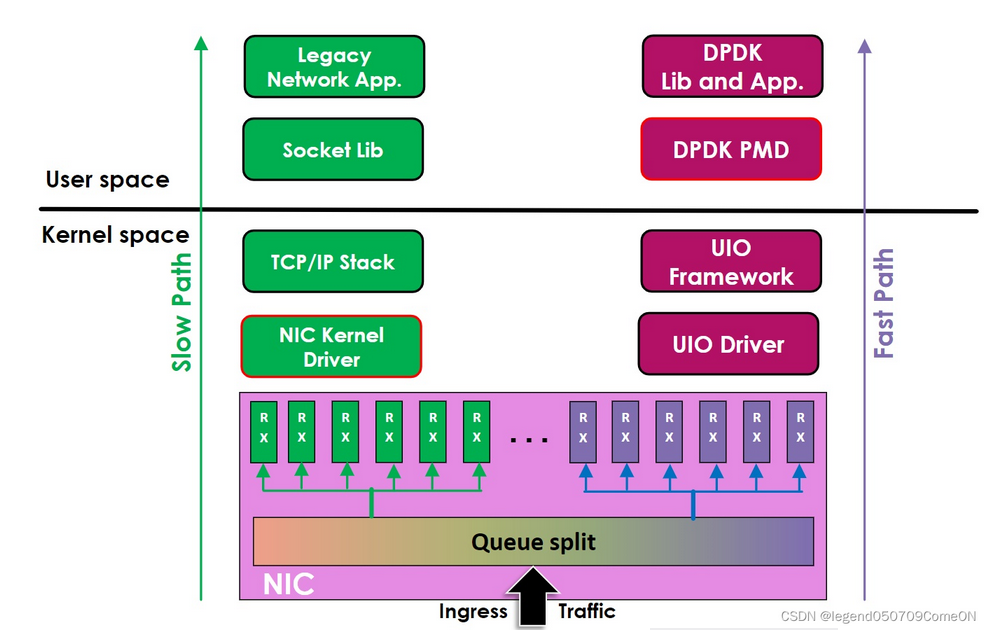 Legacy
Network App.
DPDK
Lib and App.
Socket Lib
DPDK PMD
User space
Kernel space
TCP/IP Stack
UIO
Framework
Slow Path
Fast Path
NIC Kernel
Driver
UIO Driver
R
X
R
X
R
X
R
X
R
X
R
X
...
R
X
R
X
R
X
R
X
R
X
R
X
Queue split
NIC
Ingress
Traffic
CSDN @legend050709ComeON